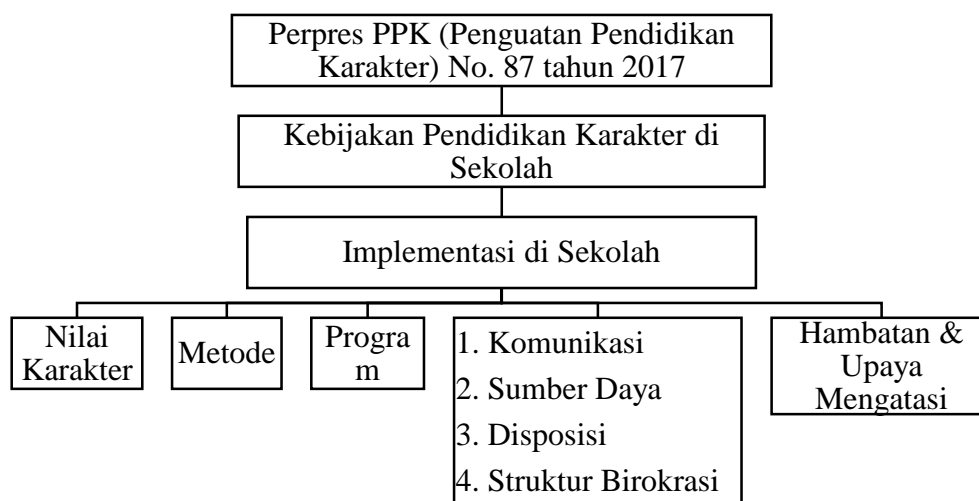 Perpres PPK (Penguatan Pendidikan
Karakter) No. 87 tahun 2017
Kebijakan Pendidikan Karakter di
Sekolah
Implementasi di Sekolah
Nilai
Karakter
Metode
Progra
m
1. Komunikasi
2. Sumber Daya
3. Disposisi
4. Struktur Birokrasi
Hambatan &
Upaya
Mengatasi